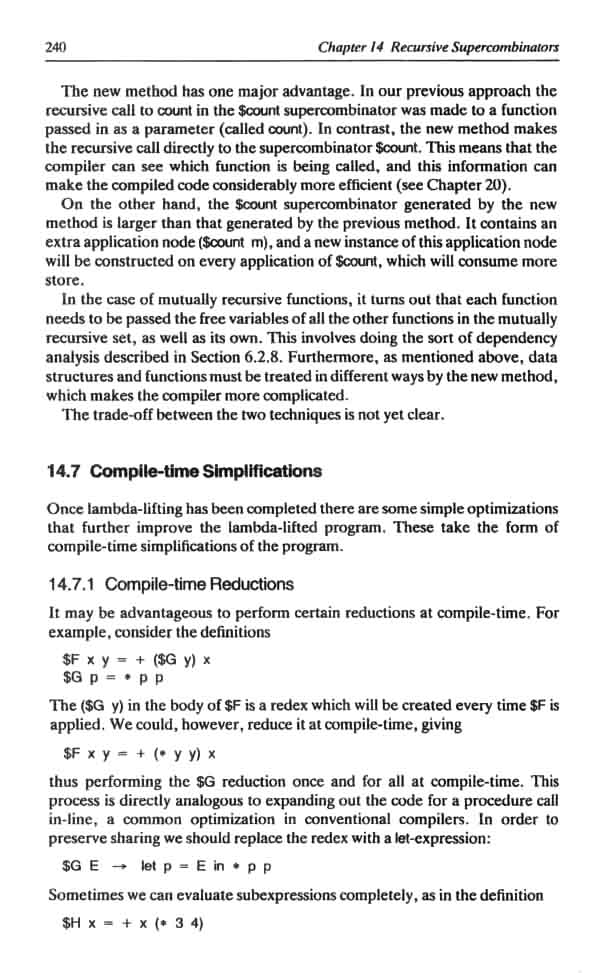 240 Chapter 14 Recursive Supercombinators
The new method has one major advantage. In our previous approach the
recursive call to count in the $count supercombinator was made to a function
passed in as a parameter (called count). In contrast, the new method makes
the recursive call directly to the supercombinator $count. This means that the
compiler can see which function is being called, and this information can
make the compiled code considerably more efficient (see Chapter 20).
On the other hand, the $count supercombinator generated by the new
method is larger than that generated by the previous method. It contains an
extra application node ($count m), and a new instance of this application node
will be constructed on every application of $count, which will consume more
store.
In the case of mutually recursive functions, it turns out that each function
needs to be passed the free variables of all the other functions in the mutually
recursive set, as well as its own. This involves doing the sort of dependency
analysis described in Section 6.2.8. Furthermore, as mentioned above, data
structures and functions must be treated in different ways by the new method,
which makes the compiler more complicated.
The trade-off between the two techniques is not yet clear.
14.7 Compile-time Simplifications
Once lambda-lifting has been completed there are some simple optimizations
that further improve the lambda-lifted program. These take the form of
compile-time simplifications of the program.
14.7.1 Compile-time Reductions
It may be advantageous to perform certain reductions at compile-time. For
example, consider the definitions
$F x y = + ($G y) x
$G p = * p p
The ($G y) in the body of $F is a redex which will be created every time $F is
applied. We could, however, reduce it at compile-time, giving
$F x y = + (* y y) x
thus performing the $G reduction once and for all at compile-time. This
process is directly analogous to expanding out the code for a procedure call
in-line, a common optimization in conventional compilers. In order to
preserve sharing we should replace the redex with a let-expression:
$G E → let p = E in * p p
Sometimes we can evaluate subexpressions completely, as in the definition
$H x = + x (* 3 4)